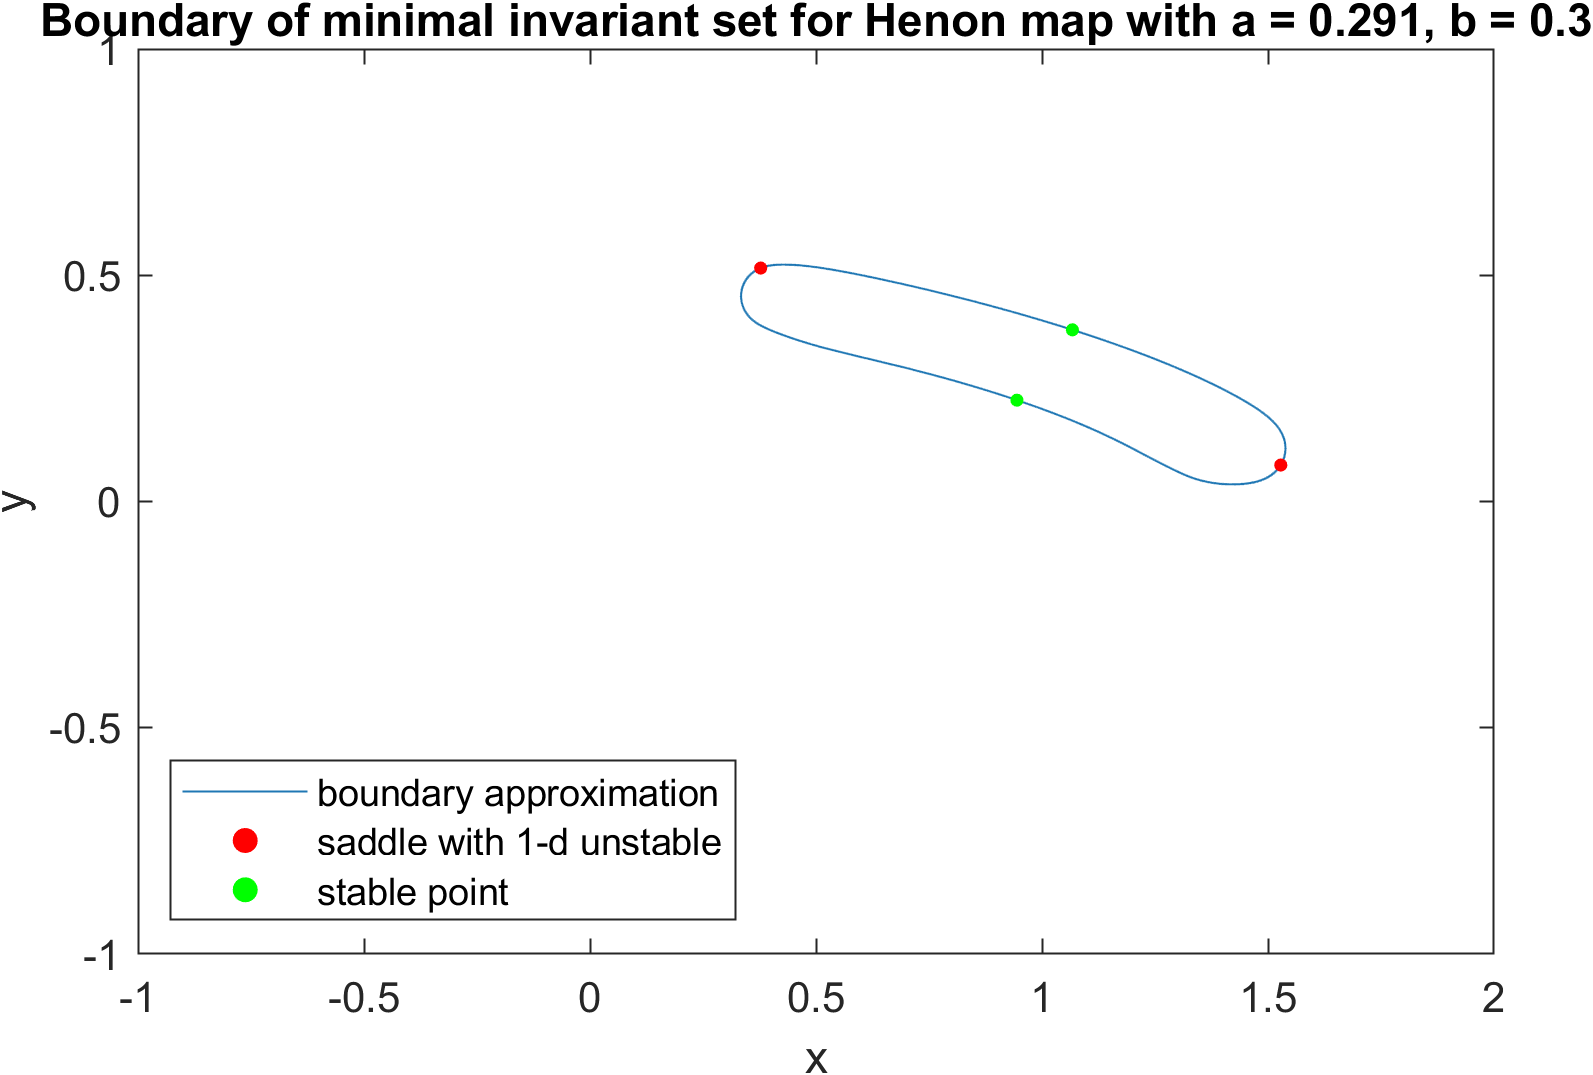 Boundary of minimal invariant set for Henon map with a = 0.291, b = 0.3
1
0.5
0
-0.5
-1
y
boundary approximation
saddle with 1-d unstable
stable point
-1 -0.5 0 0.5 1 1.5 2
x